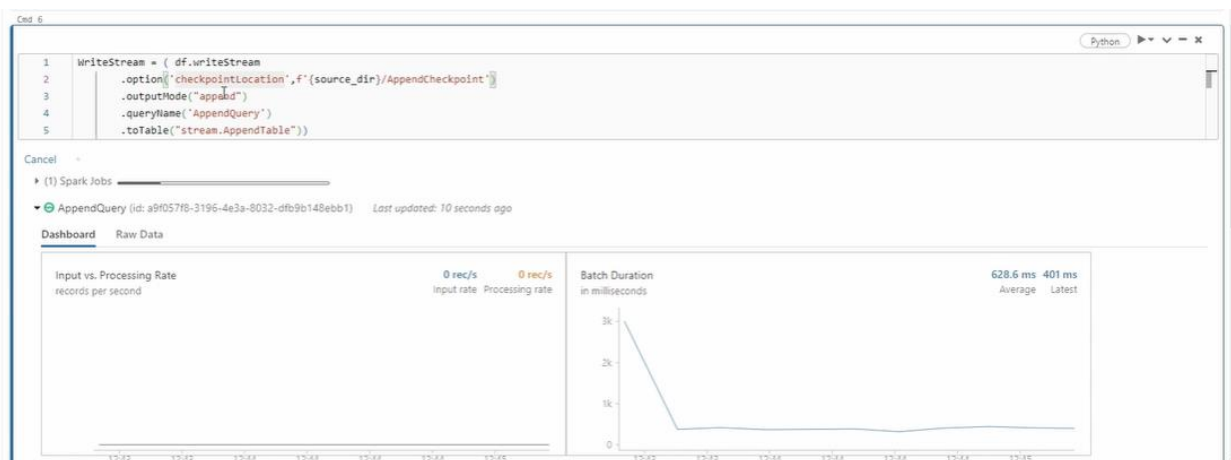 Cmd 6
Python
1 WriteStream = ( df.writeStream
2 .option('checkpointLocation',f'{source_dir}/AppendCheckpoint')
3 .outputMode("append")
4 .queryName('AppendQuery')
5 .toTable("stream.AppendTable"))
Cancel
(1) Spark Jobs
AppendQuery (id: a9f057f8-3196-4e3a-8032-dfb9b148ebb1) Last updated: 10 seconds ago
Dashboard Raw Data
Input vs. Processing Rate 0 rec/s 0 rec/s
records per second Input rate Processing rate
Batch Duration 628.6 ms 401 ms
in milliseconds Average Latest
3k
2k
1k
0